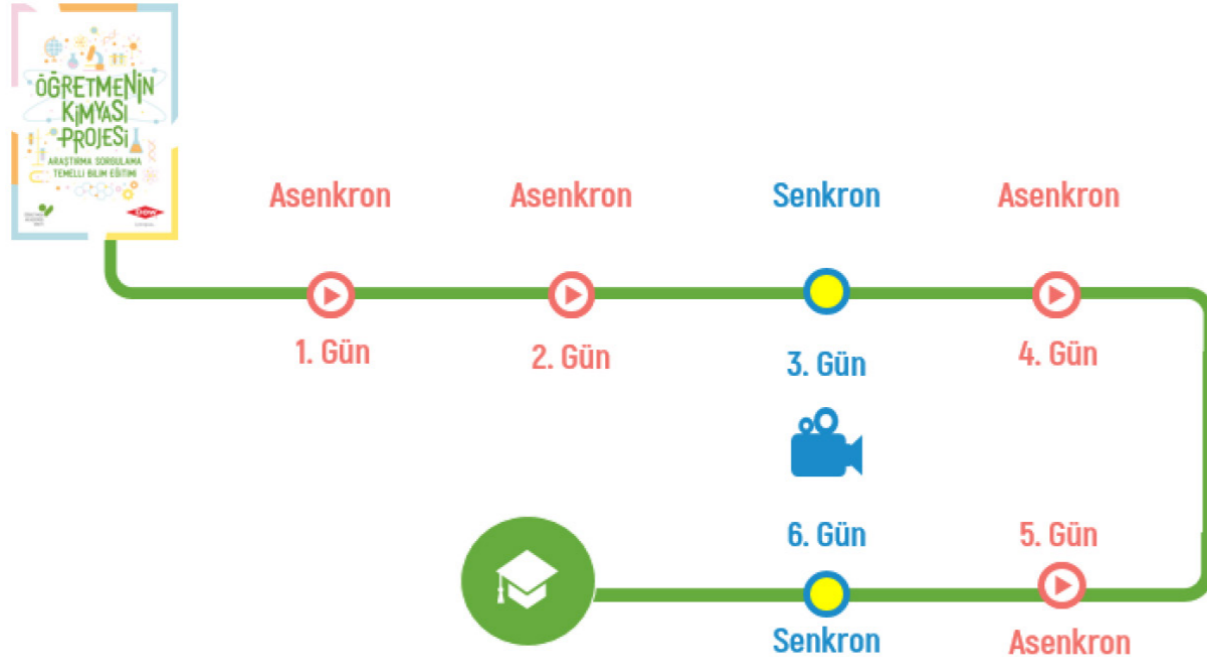 ÖĞRETMENİN
KİMYASI
PROJESİ
ARAŞTIRMA SORGULAMA
TEMELLİ BİLİM EĞİTİMİ
Asenkron
Asenkron
Senkron
Asenkron
1. Gün
2. Gün
3. Gün
4. Gün
6. Gün
5. Gün
Senkron
Asenkron